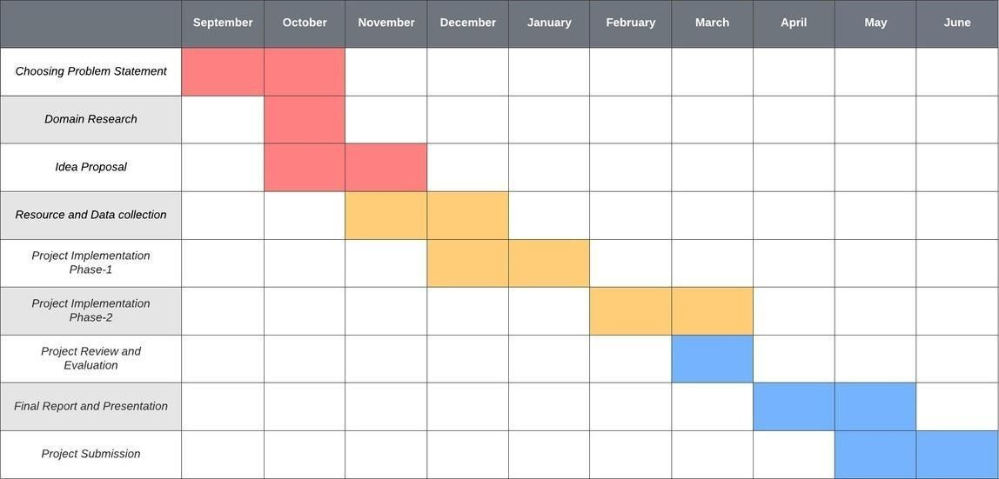 September October November December January February March April May June
Choosing Problem Statement
Domain Research
Idea Proposal
Resource and Data collection
Project Implementation
Phase-1
Project Implementation
Phase-2
Project Review and
Evaluation
Final Report and Presentation
Project Submission